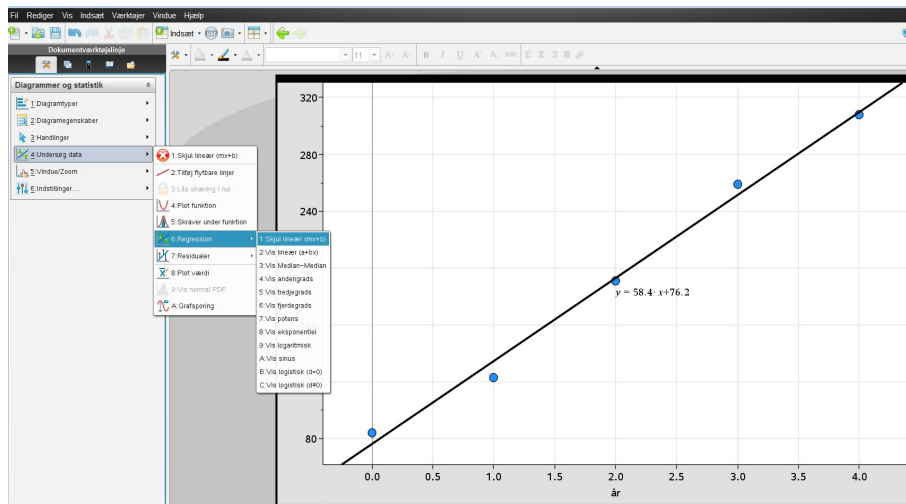 Fil Rediger Vis Indsæt Værktøjer Vindue Hjælp
Indsæt
Dokumentværktøjslinje
11 A+ A- B I U ABC
Diagrammer og statistik
1:Diagramtyper
2:Diagramegenskaber
3:Handlinger
4:Undersøg data
5:Vindue/Zoom
6:Indstillinger...
1:Skjul lineær (mx+b)
2:Tilføj flytbare linjer
3:Lås skæring i nul
4:Plot funktion
5:Skraver under funktion
6:Regression
7:Residualer
8:Plot værdi
9:Vis normal PDF
A:Grafsporing
1:Skjul lineær (mx+b)
2:Vis lineær (a+bx)
3:Vis Median-Median
4:Vis andengrads
5:Vis tredjegrads
6:Vis fjerdegrads
7:Vis potens
8:Vis eksponentiel
9:Vis logaritmisk
A:Vis sinus
B:Vis logistisk (d=0)
C:Vis logistisk (d≠0)
320
280
240
80
y = 58.4· x+76.2
0.0 0.5 1.0 1.5 2.0 2.5 3.0 3.5 4.0
år